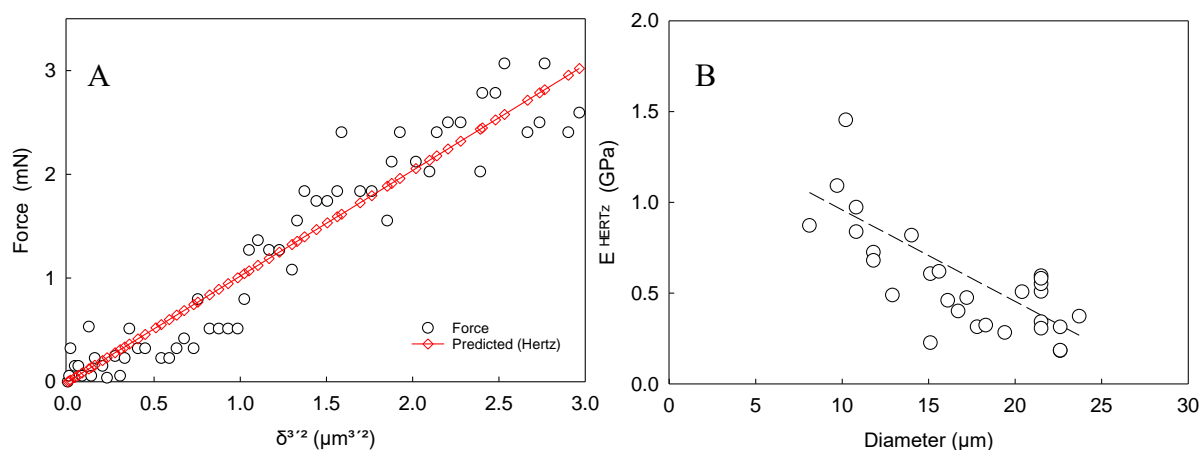 A
Force (mN)
3
2
1
0
Force
Predicted (Hertz)
0.0 0.5 1.0 1.5 2.0 2.5 3.0
δ³´² (µm³´²)
B
E HERTz (GPa)
2.0
1.5
1.0
0.5
0.0
0 5 10 15 20 25 30
Diameter (µm)